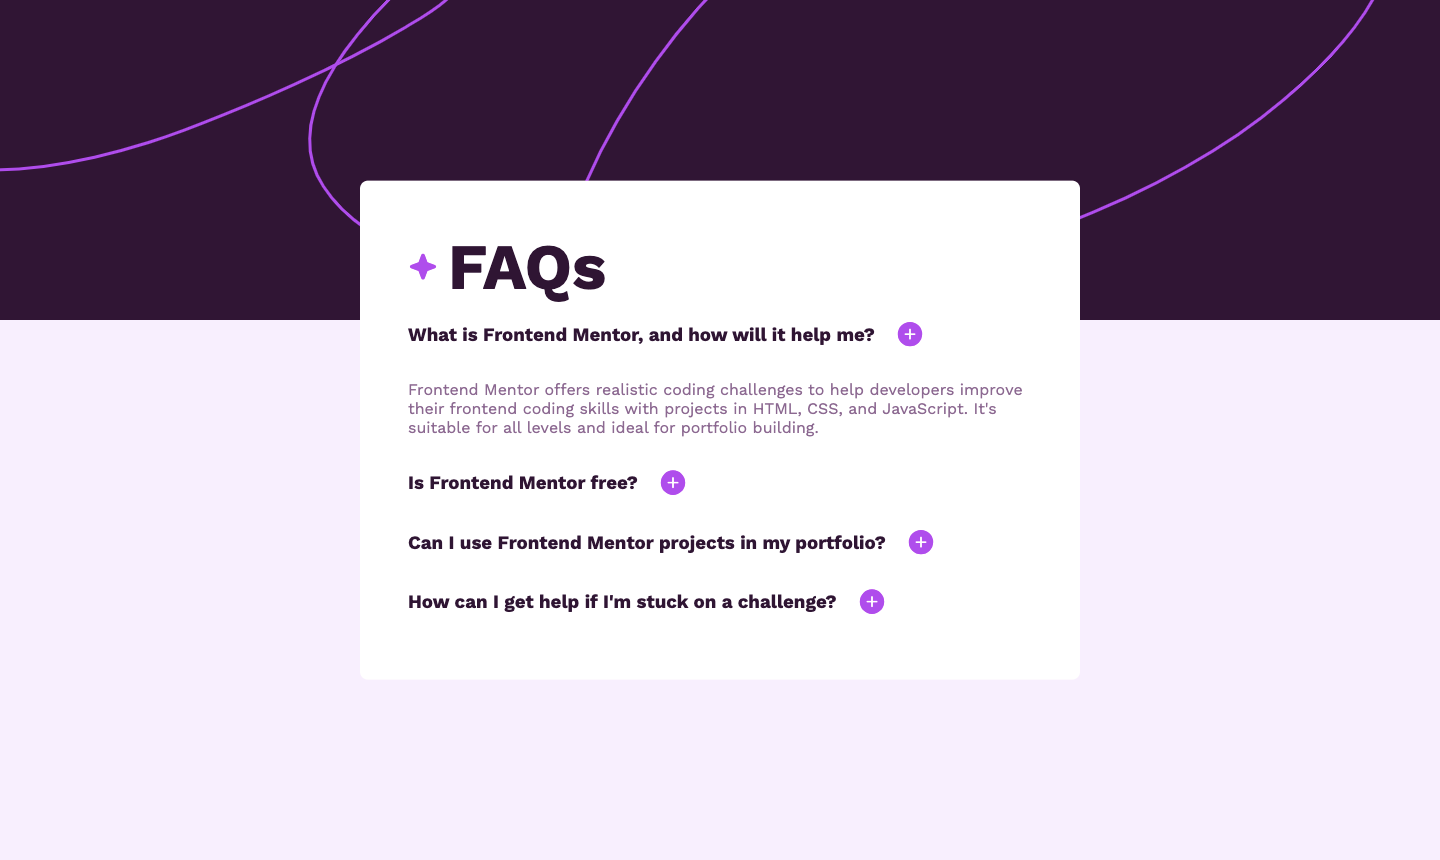 FAQs
What is Frontend Mentor, and how will it help me?
Frontend Mentor offers realistic coding challenges to help developers improve
their frontend coding skills with projects in HTML, CSS, and JavaScript. It's
suitable for all levels and ideal for portfolio building.
Is Frontend Mentor free?
Can I use Frontend Mentor projects in my portfolio?
How can I get help if I'm stuck on a challenge?